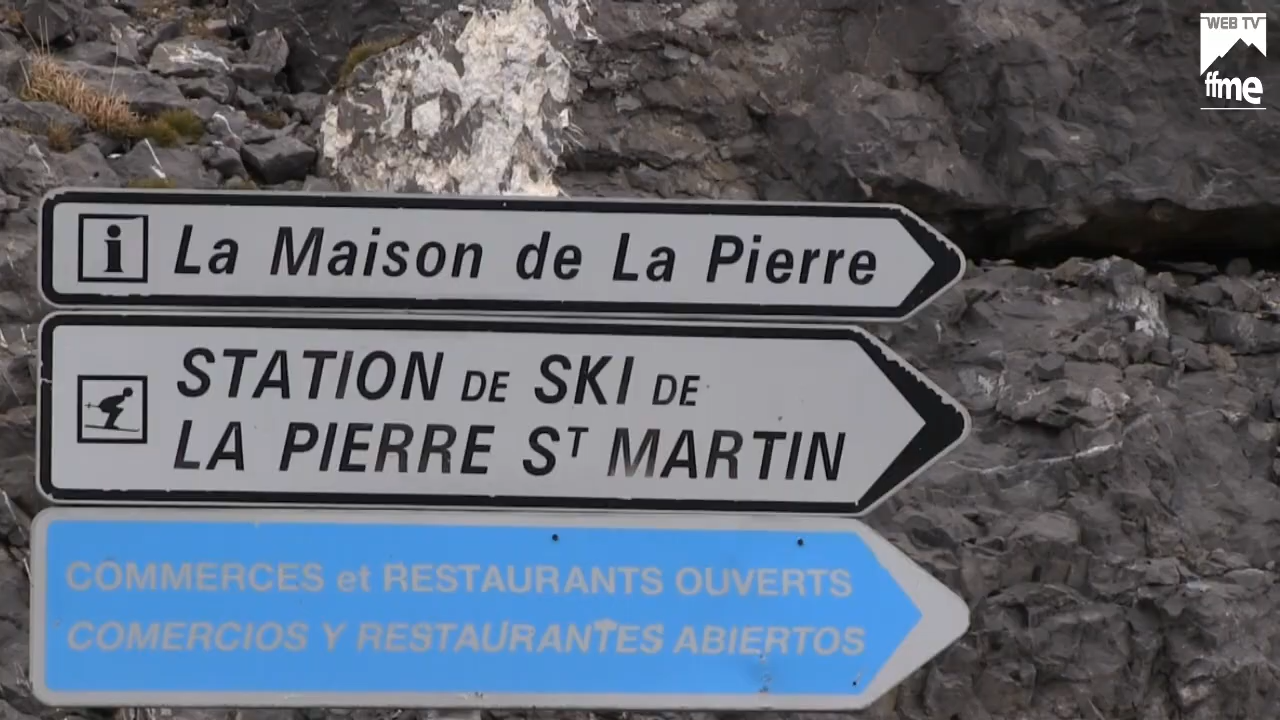 WEB TV
ffme
i La Maison de La Pierre
STATION DE SKI DE
LA PIERRE ST MARTIN
COMMERCES et RESTAURANTS OUVERTS
COMERCIOS Y RESTAURANTES ABIERTOS